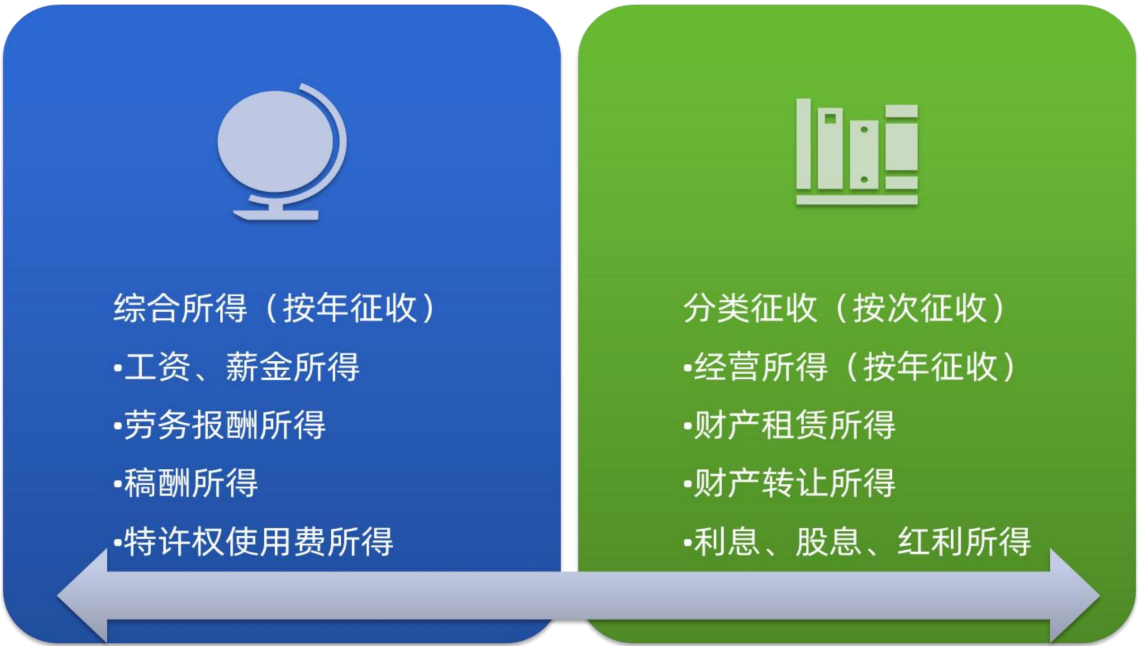 综合所得（按年征收）
•工资、薪金所得
•劳务报酬所得
•稿酬所得
•特许权使用费所得
分类征收（按次征收）
•经营所得（按年征收）
•财产租赁所得
•财产转让所得
•利息、股息、红利所得